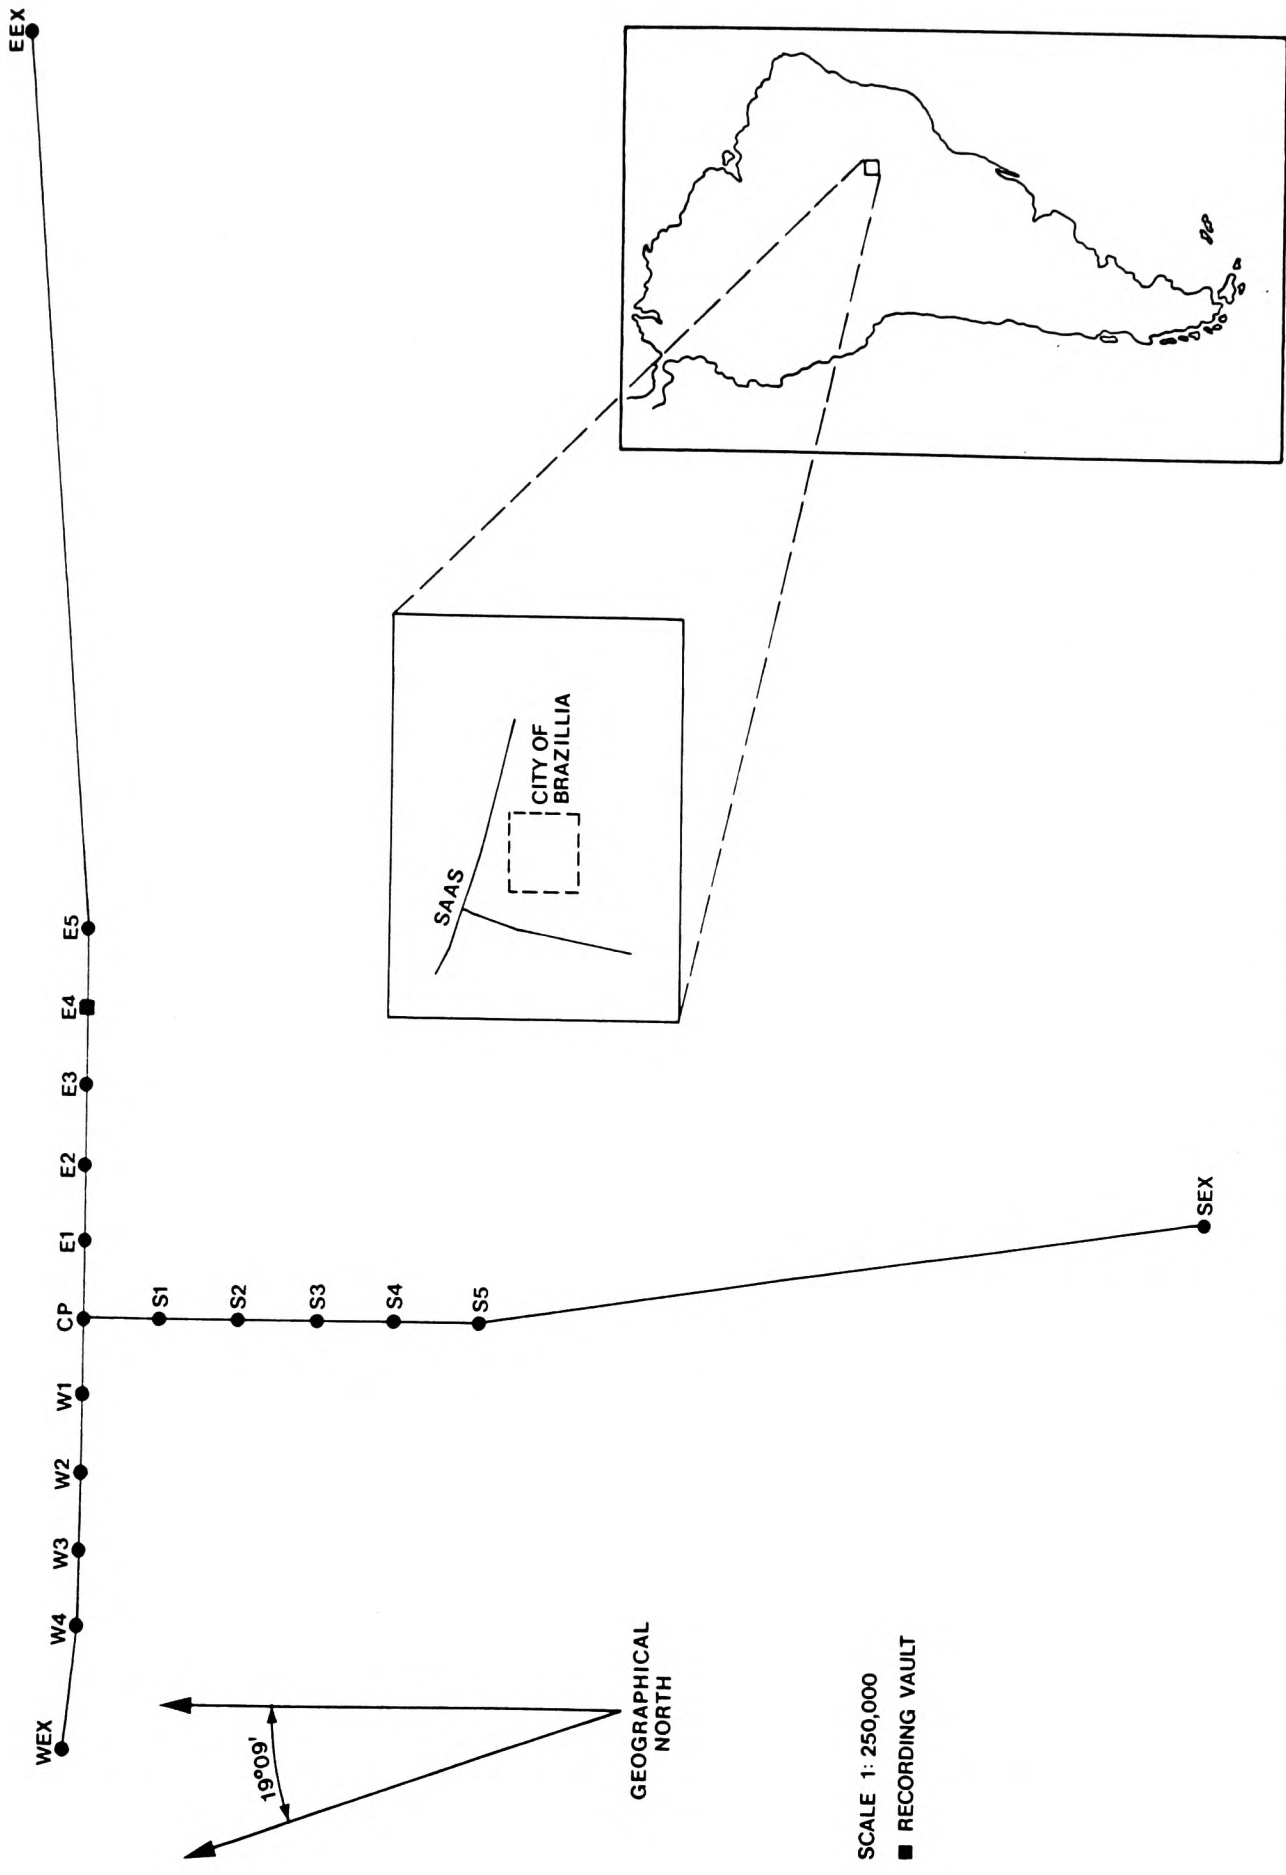 WEX
W4
W3
W2
W1
CP
E1
E2
E3
E4
E5
EEX
S1
S2
S3
S4
S5
SEX
19°09'
GEOGRAPHICAL
NORTH
SAAS
CITY OF
BRAZILLIA
SCALE 1: 250,000
■ RECORDING VAULT